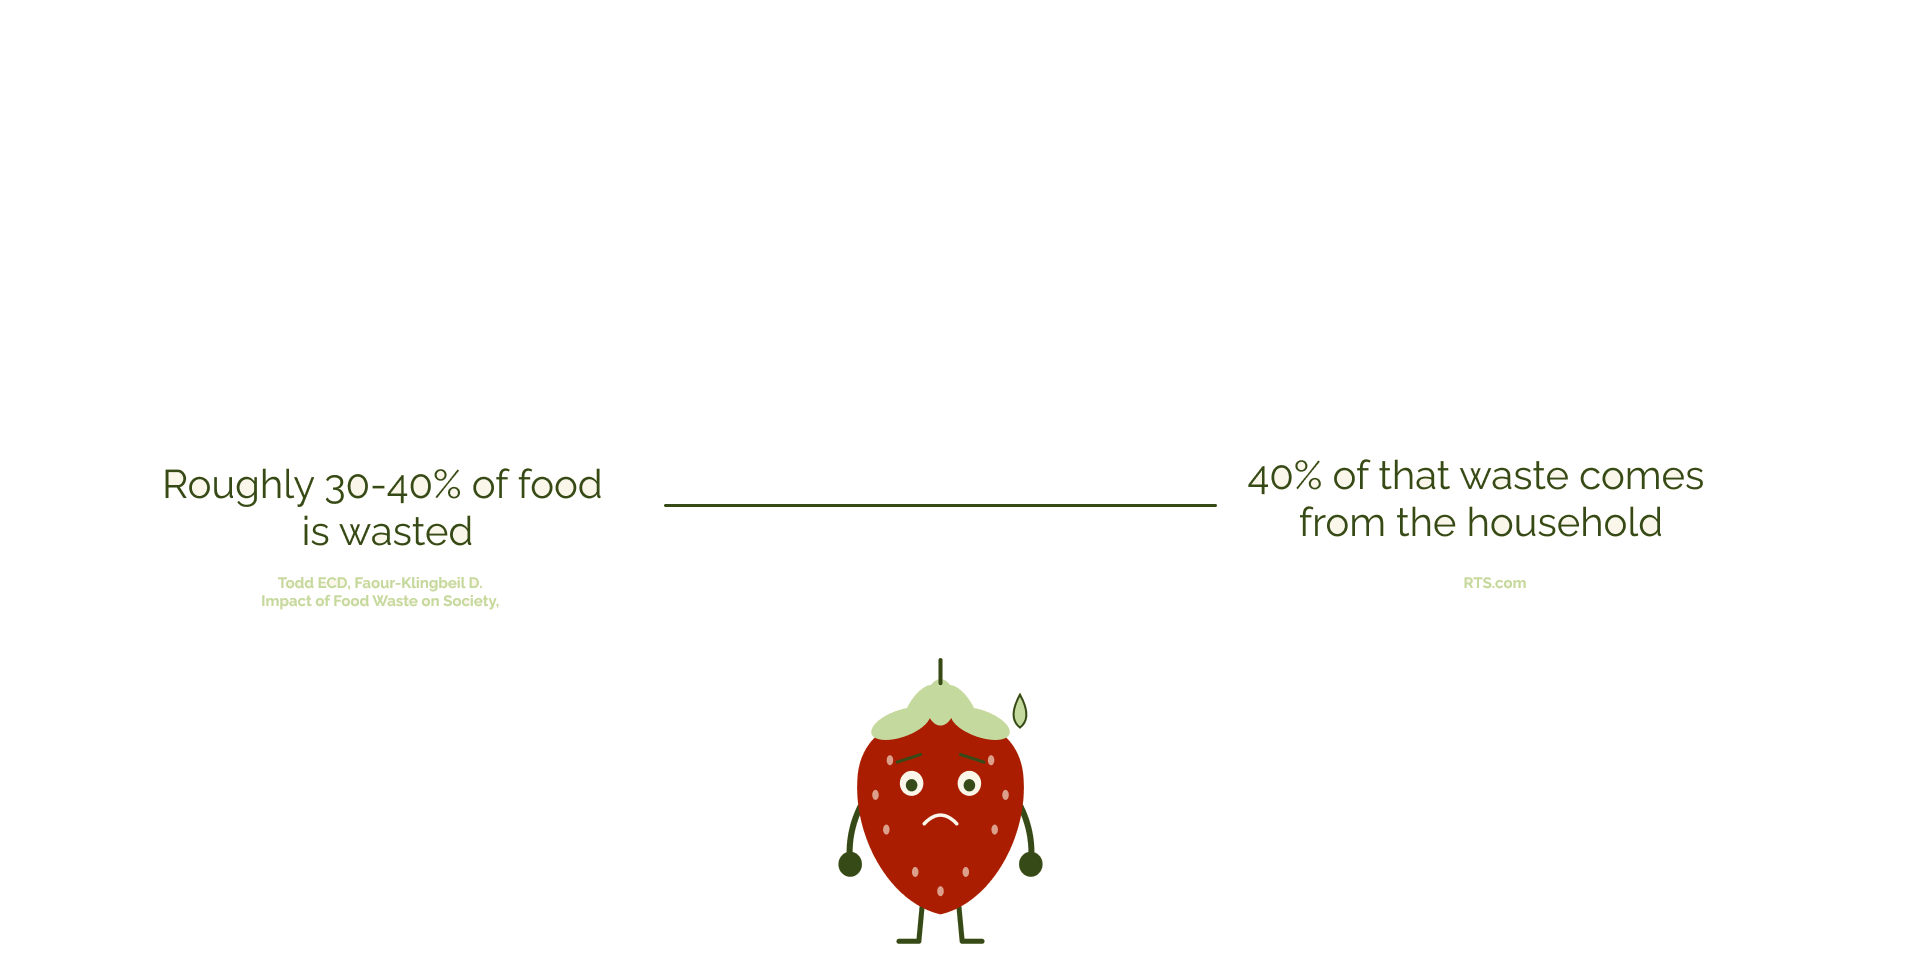 Roughly 30-40% of food
is wasted
Todd ECD, Faour-Klingbeil D.
Impact of Food Waste on Society,
40% of that waste comes
from the household
RTS.com